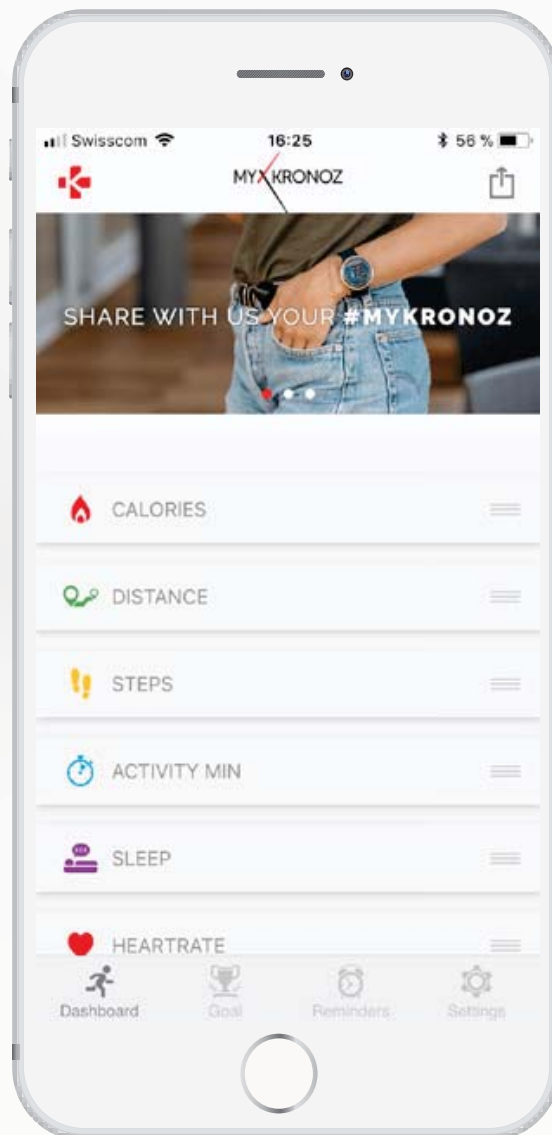 Swisscom 16:25 56 %
MYKRONOZ
SHARE WITH US YOUR #MYKRONOZ
CALORIES
DISTANCE
STEPS
ACTIVITY MIN
SLEEP
HEARTRATE
Dashboard Goal Reminders Settings